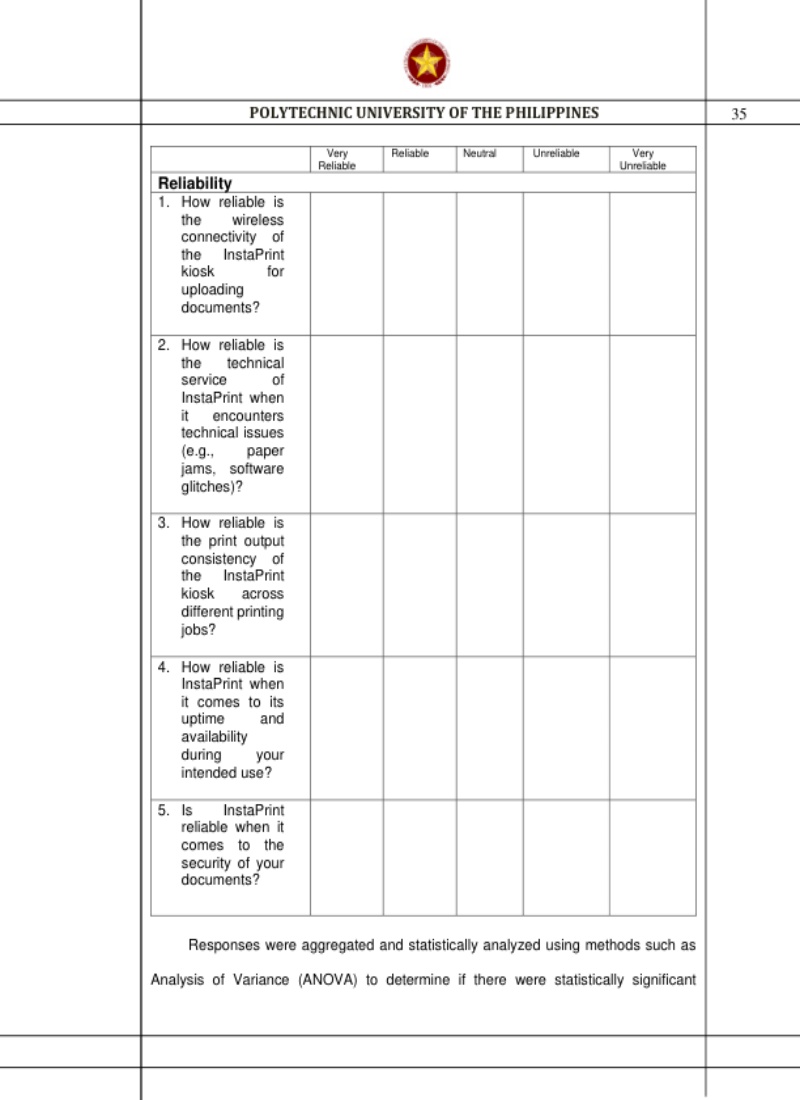 POLYTECHNIC UNIVERSITY OF THE PHILIPPINES
35
Very Reliable
Reliable
Neutral
Unreliable
Very Unreliable
Reliability
1. How reliable is
the wireless
connectivity of
the InstaPrint
kiosk for
uploading
documents?
2. How reliable is
the technical
service of
InstaPrint when
it encounters
technical issues
(e.g., paper
jams, software
glitches)?
3. How reliable is
the print output
consistency of
the InstaPrint
kiosk across
different printing
jobs?
4. How reliable is
InstaPrint when
it comes to its
uptime and
availability
during your
intended use?
5. Is InstaPrint
reliable when it
comes to the
security of your
documents?
Responses were aggregated and statistically analyzed using methods such as
Analysis of Variance (ANOVA) to determine if there were statistically significant